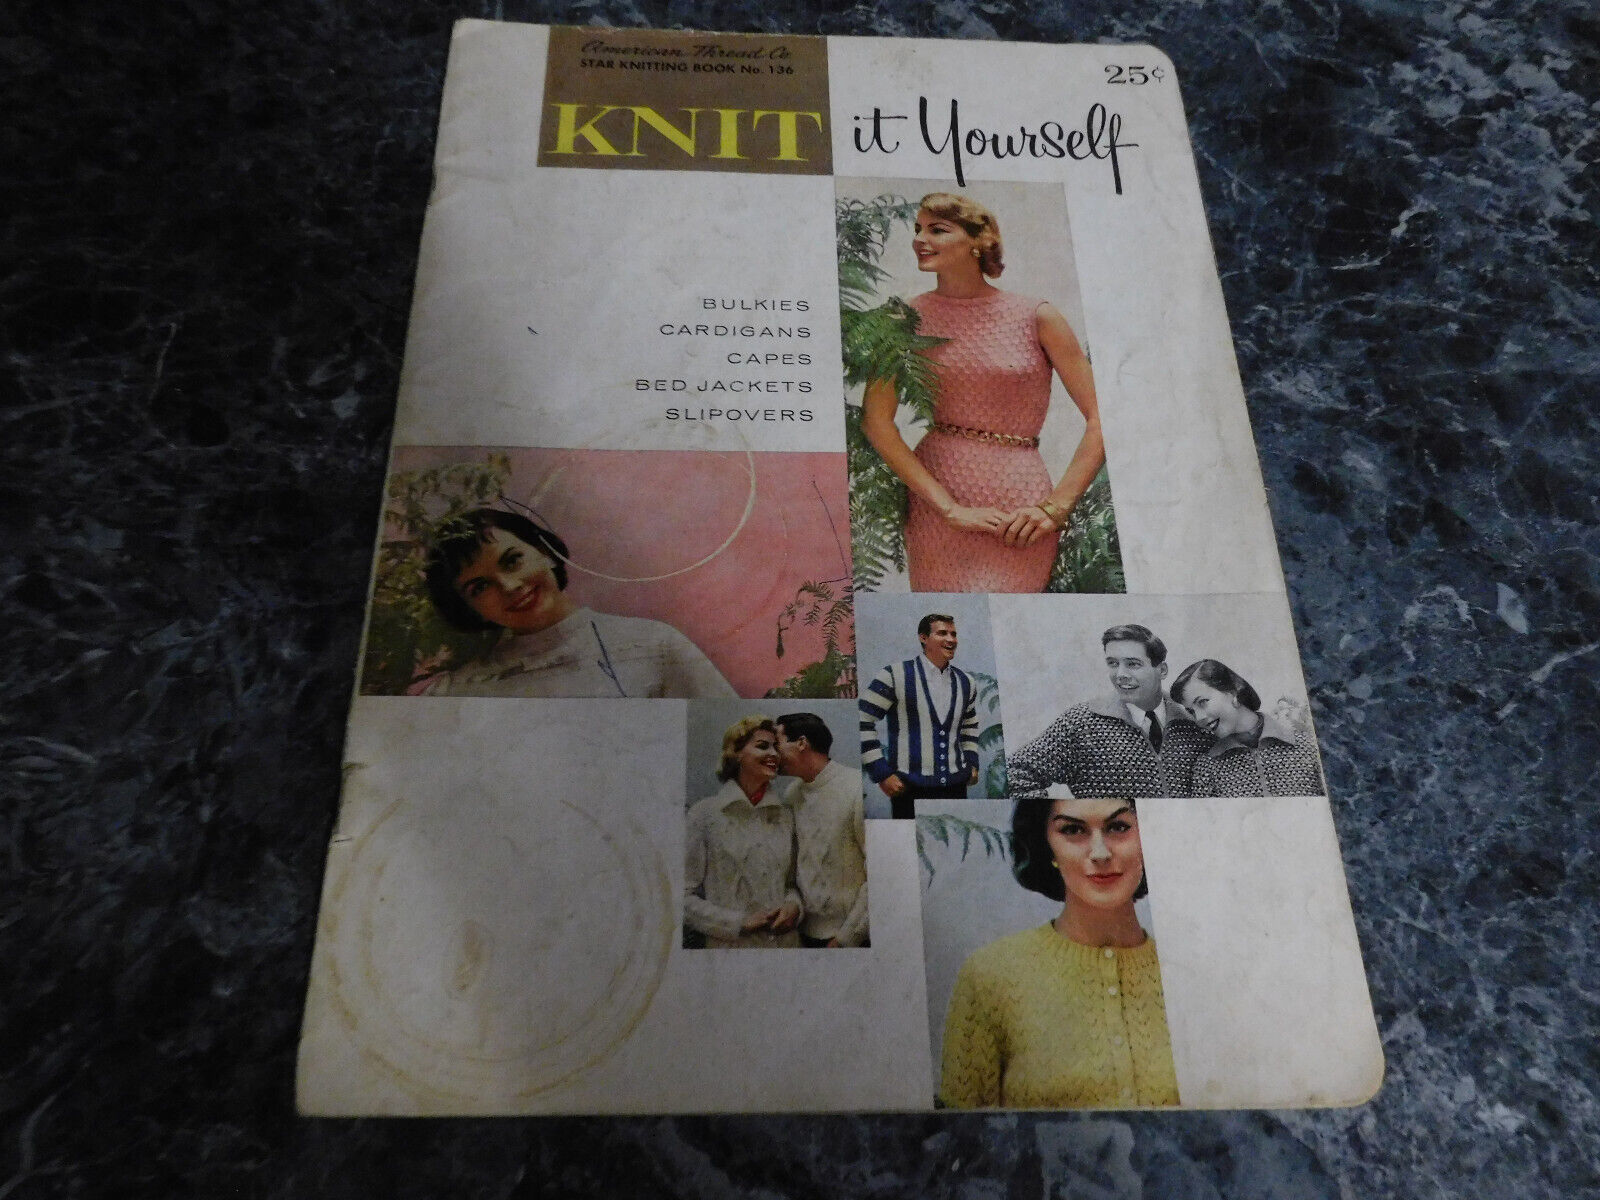 American Thread Co
STAR KNITTING BOOK No. 136
KNIT it Yourself
25¢
BULKIES
CARDIGANS
CAPES
BED JACKETS
SLIPOVERS